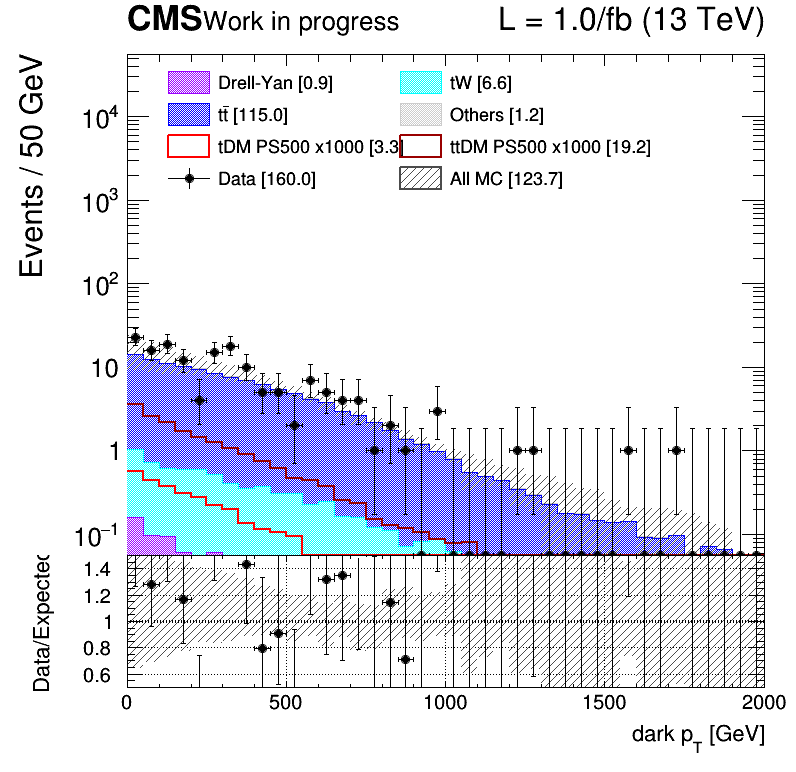 CMS Work in progress L = 1.0/fb (13 TeV)
Events / 50 GeV
Drell-Yan [0.9] tW [6.6]
tt̄ [115.0] Others [1.2]
tDM PS500 x1000 [3.3 ttDM PS500 x1000 [19.2]
Data [160.0] All MC [123.7]
10⁴
10³
10²
10
1
10⁻¹
Data/Expected
1.4
1.2
1
0.8
0.6
0 500 1000 1500 2000
dark p_T [GeV]